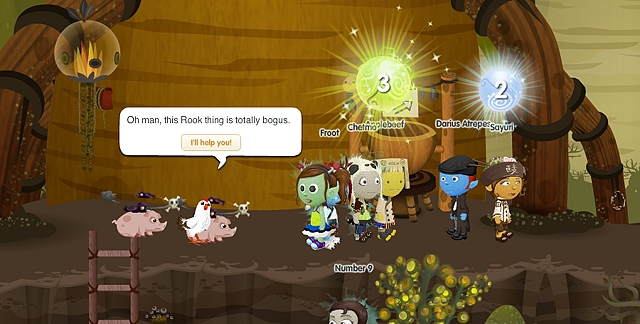 3
2
Oh man, this Rook thing is totally bogus.
I'll help you!
Froot
Darius Atreper
Sayuri
Number 9